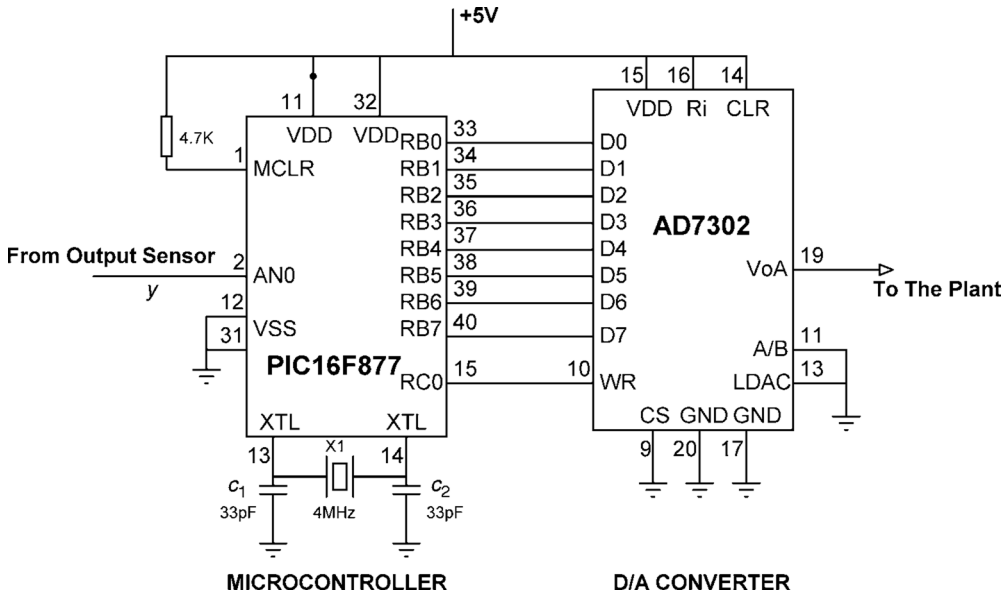 +5V
15 16 14
11 32
VDD Ri CLR
4.7K
VDD VDD
RB0 33 D0
1 MCLR
RB1 34 D1
RB2 35 D2
RB3 36 D3
AD7302
RB4 37 D4
From Output Sensor
y
2 AN0
RB5 38 D5
VoA 19
To The Plant
RB6 39 D6
12
VSS
31
RB7 40 D7
A/B 11
PIC16F877
RC0 15 10 WR
LDAC 13
XTL XTL
CS GND GND
13 X1 14
9 20 17
c1 c2
33pF 4MHz 33pF
MICROCONTROLLER D/A CONVERTER